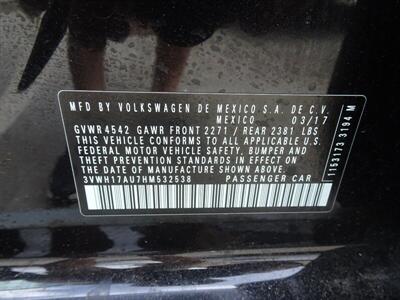 MFD BY VOLKSWAGEN DE MEXICO S.A. DE C.V.
MEXICO 03/17
GVWR 4542 GAWR FRONT 2271 / REAR 2381 LBS
THIS VEHICLE CONFORMS TO ALL APPLICABLE U.S.
FEDERAL MOTOR VEHICLE SAFETY, BUMPER AND
THEFT PREVENTION STANDARDS IN EFFECT ON THE
DATE OF MANUFACTURE SHOWN ABOVE.
3VWH17AU7HM532538 PASSENGER CAR
1153173 3194 M